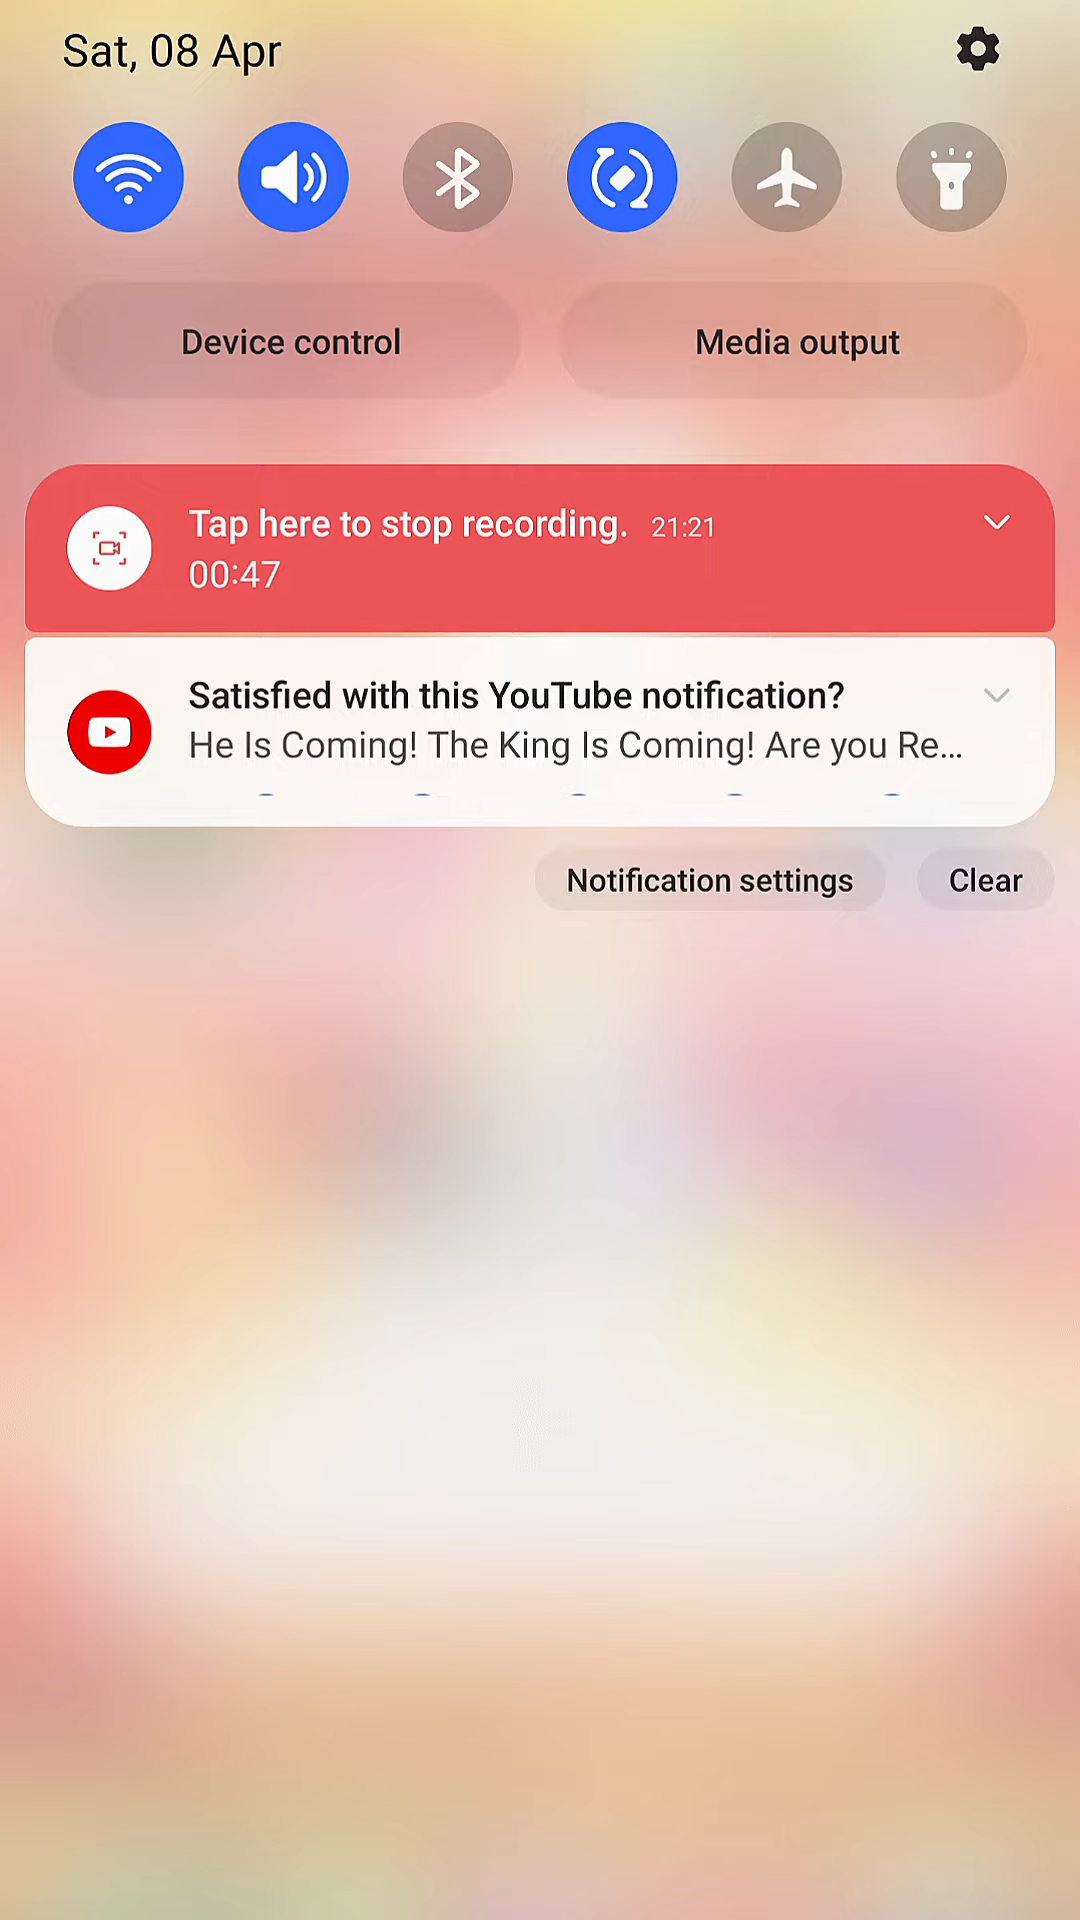 Sat, 08 Apr
Device control
Media output
Tap here to stop recording. 21:21
00:47
Satisfied with this YouTube notification?
He Is Coming! The King Is Coming! Are you Re...
Notification settings
Clear